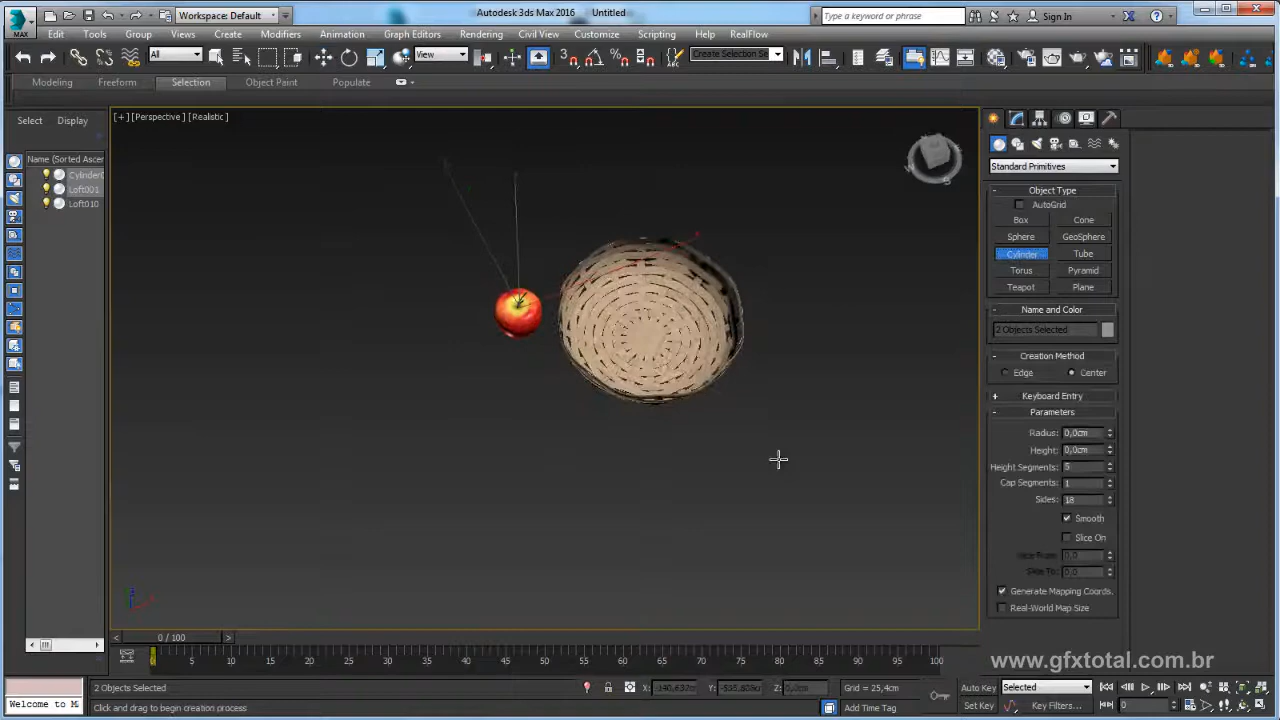 Workspace: Default
Autodesk 3ds Max 2016 Untitled
Type a keyword or phrase
Sign In
MAX
Edit Tools Group Views Create Modifiers Animation Graph Editors Rendering Civil View Customize Scripting Help RealFlow
All
View
Create Selection Se
Modeling Freeform Selection Object Paint Populate
Select Display
[+] [Perspective] [Realistic]
Name (Sorted Ascen
Loft001
Loft010
Standard Primitives
- Object Type
AutoGrid
Box Cone
Sphere GeoSphere
Cylinder Tube
Torus Pyramid
Teapot Plane
- Name and Color
2 Objects Selected
- Creation Method
Edge Center
+ Keyboard Entry
- Parameters
Radius: 0,0cm
Height: 0,0cm
Height Segments: 5
Cap Segments: 1
Sides: 18
Smooth
Slice On
Slice From: 0,0
Slice To: 0,0
Generate Mapping Coords.
Real-World Map Size
< 0 / 100 >
0 5 10 15 20 25 30 35 40 45 50 55 60 65 70 75 80 85 90 95 100
www.gfxtotal.com.br
2 Objects Selected
X: Y: Z: 0,0cm
Grid = 25,4cm
Auto Key Selected
Welcome to M
Click and drag to begin creation process
Add Time Tag
Set Key Key Filters...
0